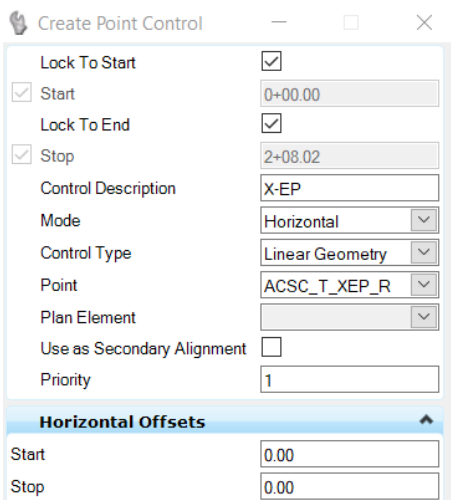 Create Point Control
Lock To Start
Start 0+00.00
Lock To End
Stop 2+08.02
Control Description X-EP
Mode Horizontal
Control Type Linear Geometry
Point ACSC_T_XEP_R
Plan Element
Use as Secondary Alignment
Priority 1
Horizontal Offsets
Start 0.00
Stop 0.00